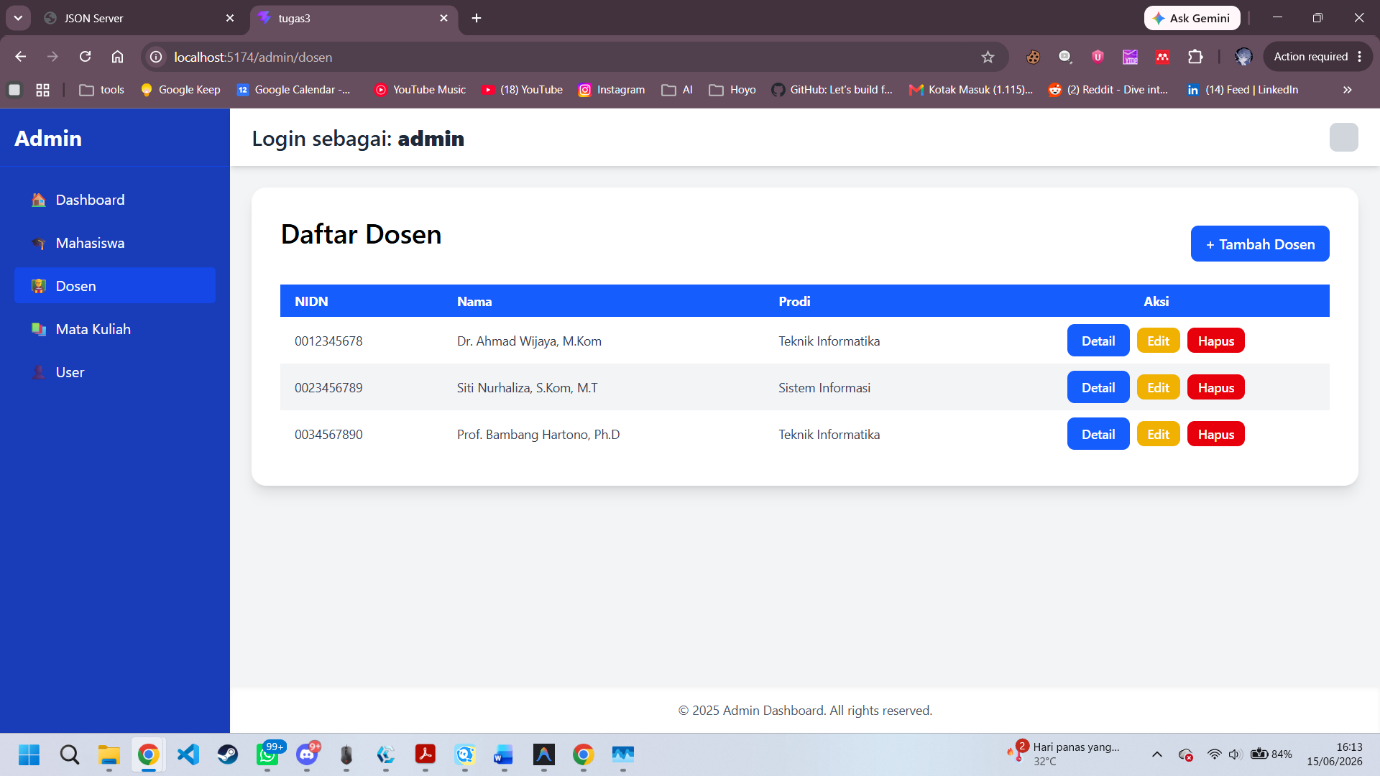 JSON Server
tugas3
Ask Gemini
localhost:5174/admin/dosen
Action required
tools
Google Keep
12
Google Calendar -...
YouTube Music
(18) YouTube
Instagram
AI
Hoyo
GitHub: Let's build f...
Kotak Masuk (1.115)...
(2) Reddit - Dive int...
(14) Feed | LinkedIn
Admin
Login sebagai: admin
Dashboard
Mahasiswa
Dosen
Mata Kuliah
User
Daftar Dosen
+ Tambah Dosen
NIDN Nama Prodi Aksi
0012345678 Dr. Ahmad Wijaya, M.Kom Teknik Informatika Detail Edit Hapus
0023456789 Siti Nurhaliza, S.Kom, M.T Sistem Informasi Detail Edit Hapus
0034567890 Prof. Bambang Hartono, Ph.D Teknik Informatika Detail Edit Hapus
© 2025 Admin Dashboard. All rights reserved.
99+
9+
2
Hari panas yang...
32°C
84%
16:13
15/06/2026